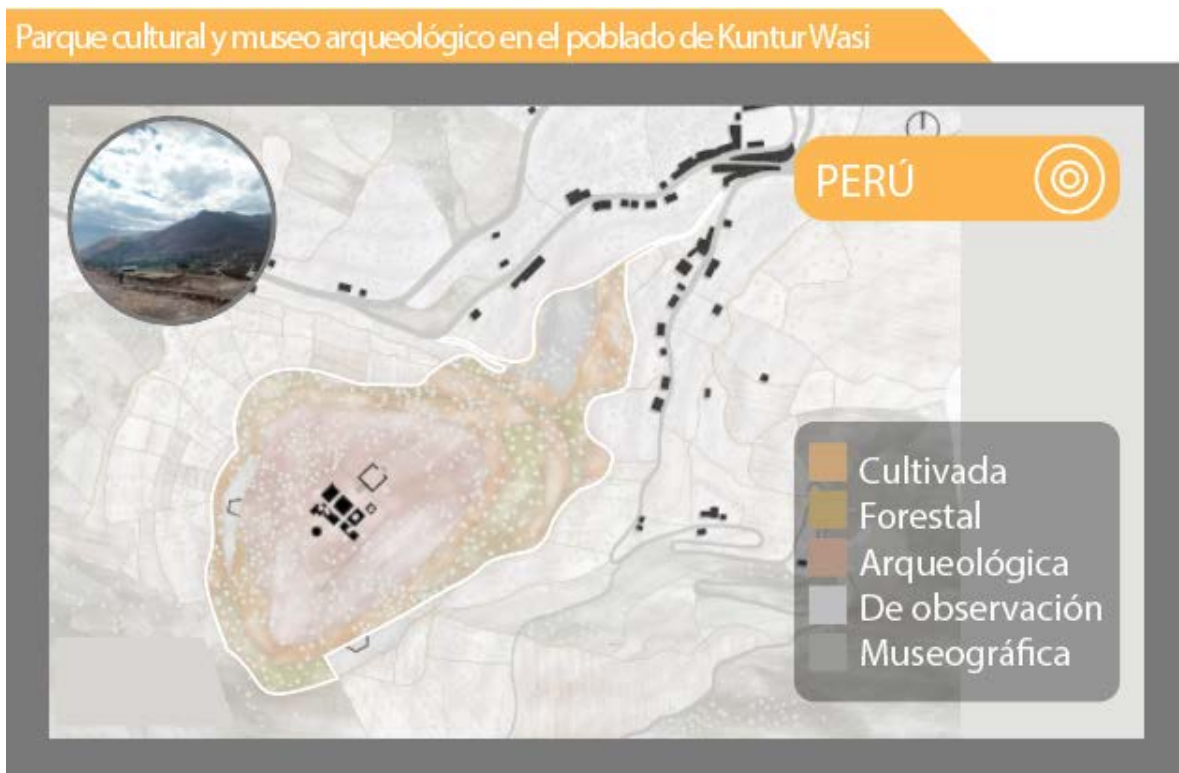 Parque cultural y museo arqueológico en el poblado de Kuntur Wasi
PERÚ
Cultivada
Forestal
Arqueológica
De observación
Museográfica